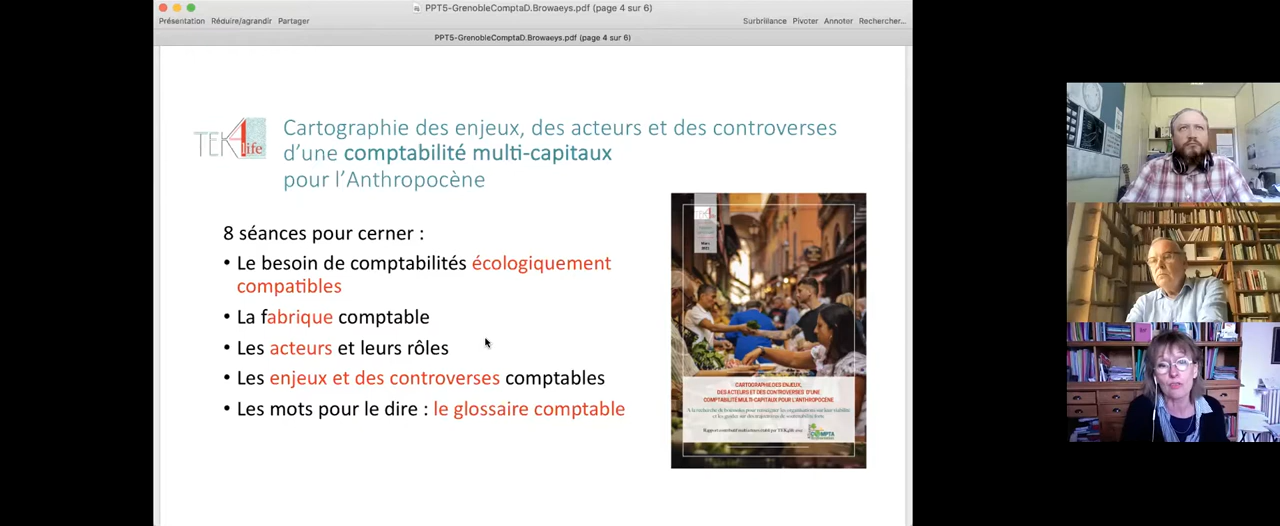 PPT5-GrenobleComptaD.Browaeys.pdf (page 4 sur 6)
Présentation Réduire/agrandir Partager Surbrillance Pivoter Annoter Rechercher...
PPT5-GrenobleComptaD.Browaeys.pdf (page 4 sur 6)
TEK4life
Cartographie des enjeux, des acteurs et des controverses
d'une comptabilité multi-capitaux
pour l'Anthropocène
8 séances pour cerner :
• Le besoin de comptabilités écologiquement
compatibles
• La fabrique comptable
• Les acteurs et leurs rôles
• Les enjeux et des controverses comptables
• Les mots pour le dire : le glossaire comptable
CARTOGRAPHIE DES ENJEUX,
DES ACTEURS ET DES CONTROVERSES D'UNE
COMPTABILITÉ MULTI-CAPITAUX POUR L'ANTHROPOCÈNE